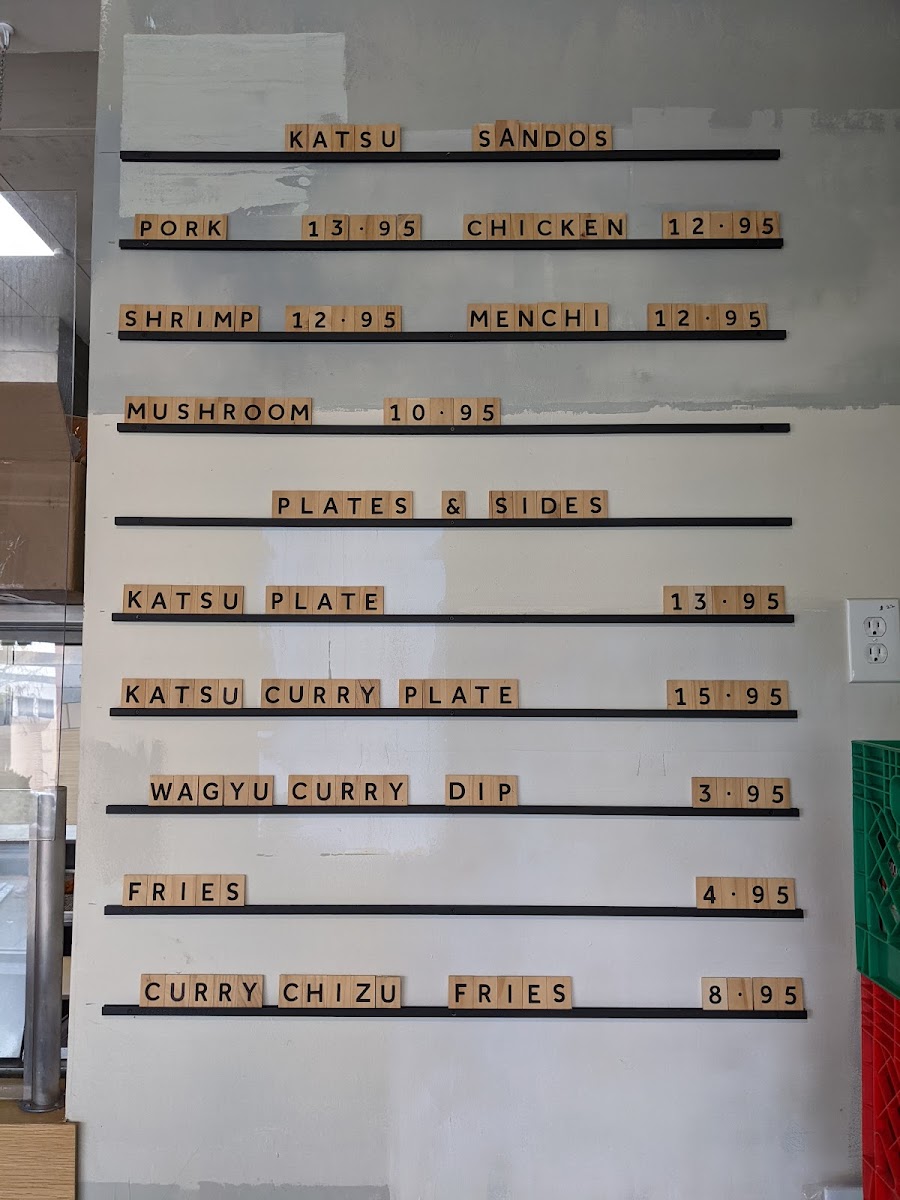 KATSU SANDOS
PORK 13·95 CHICKEN 12·95
SHRIMP 12·95 MENCHI 12·95
MUSHROOM 10·95
PLATES & SIDES
KATSU PLATE 13·95
KATSU CURRY PLATE 15·95
WAGYU CURRY DIP 3·95
FRIES 4·95
CURRY CHIZU FRIES 8·95